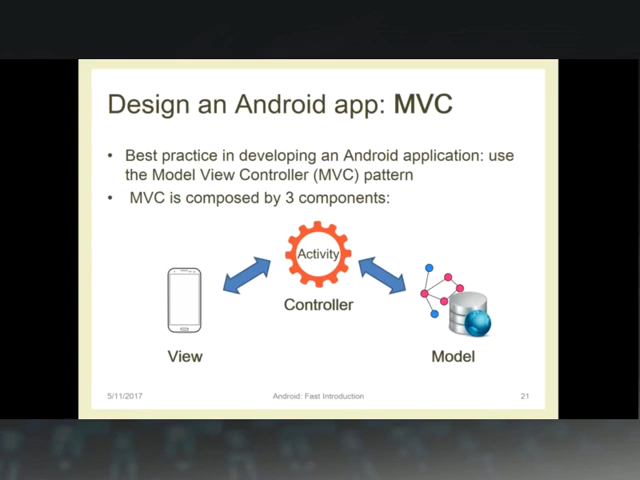 Design an Android app: MVC
• Best practice in developing an Android application: use
the Model View Controller (MVC) pattern
• MVC is composed by 3 components:
Activity
Controller
View
Model
5/11/2017
Android: Fast Introduction
21